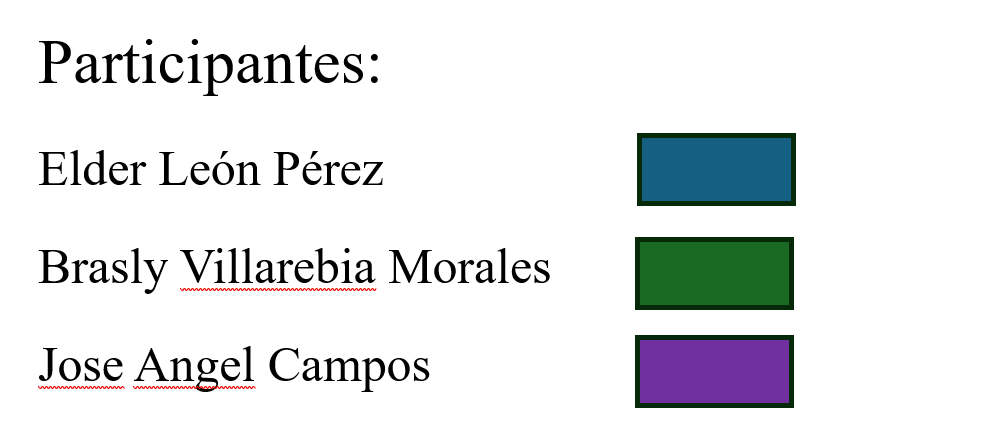 Participantes:
Elder León Pérez
Brasly Villarebia Morales
Jose Angel Campos